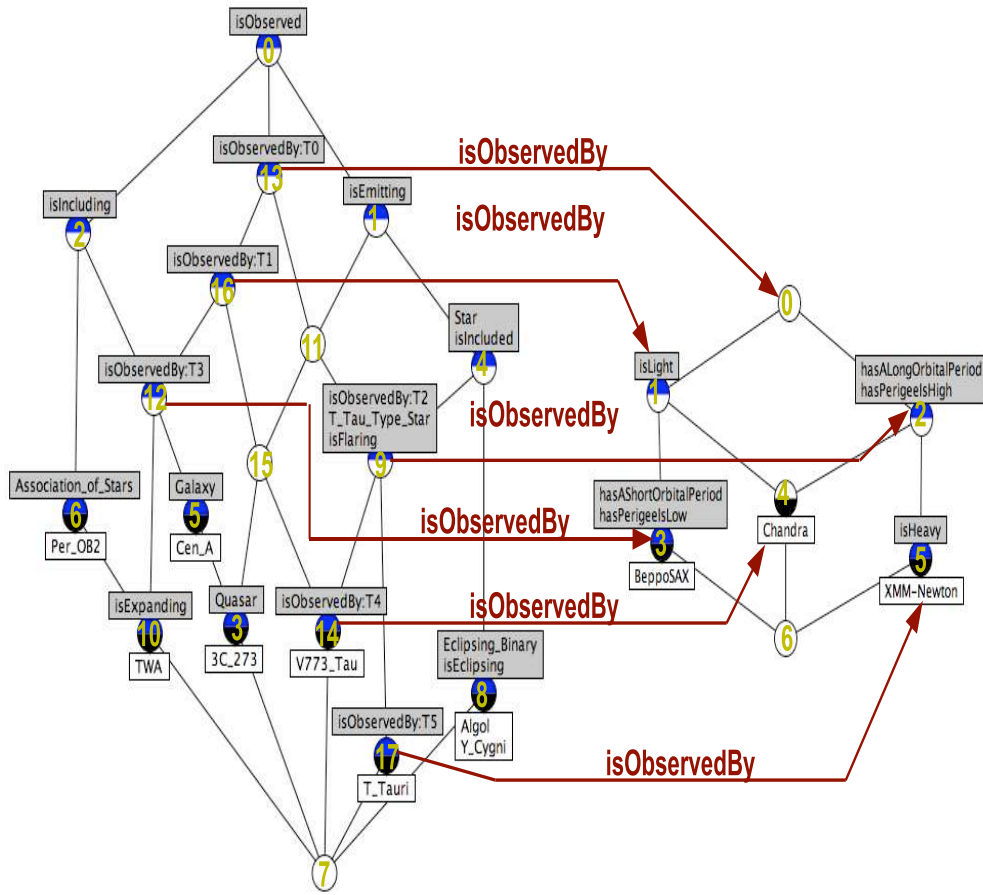 isObserved
0
isObservedBy:T0
13
isObservedBy
isIncluding
2
isEmitting
1
isObservedBy
isObservedBy:T1
16
0
11
Star
isIncluded
4
isObservedBy:T3
12
isLight
1
hasALongOrbitalPeriod
hasPerigeeIsHigh
2
isObservedBy:T2
T_Tau_Type_Star
isFlaring
9
isObservedBy
15
Association_of_Stars
6
Per_OB2
Galaxy
5
Cen_A
isObservedBy
hasAShortOrbitalPeriod
hasPerigeeIsLow
3
BeppoSAX
4
Chandra
isHeavy
5
XMM-Newton
isExpanding
10
TWA
Quasar
3
3C_273
isObservedBy:T4
14
V773_Tau
isObservedBy
6
Eclipsing_Binary
isEclipsing
8
Algol
Y_Cygni
isObservedBy:T5
17
T_Tauri
isObservedBy
7